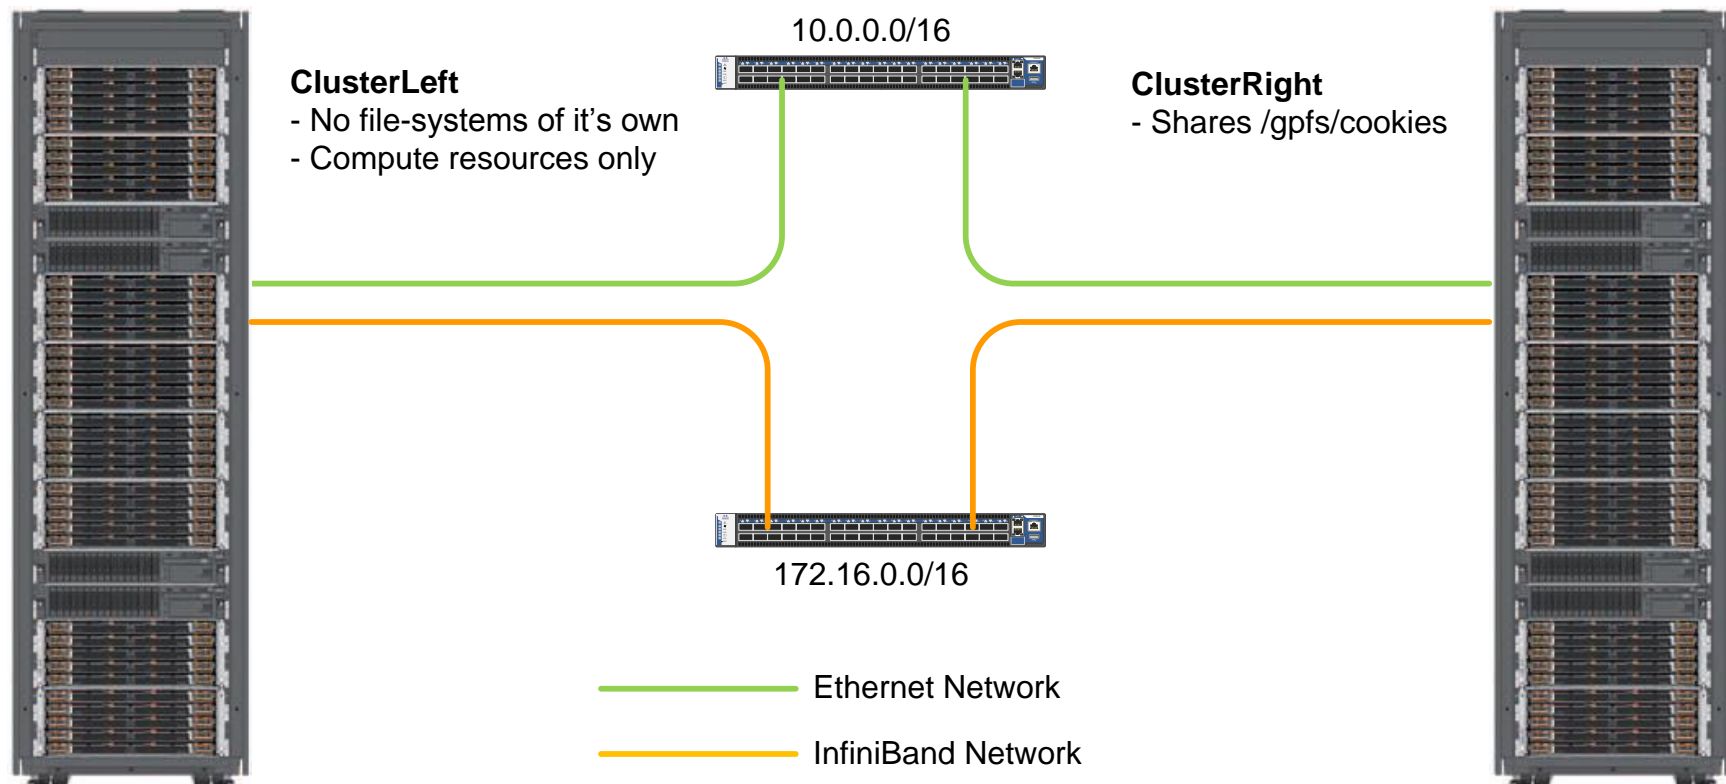 10.0.0.0/16
ClusterLeft
- No file-systems of it's own
- Compute resources only
ClusterRight
- Shares /gpfs/cookies
172.16.0.0/16
Ethernet Network
InfiniBand Network